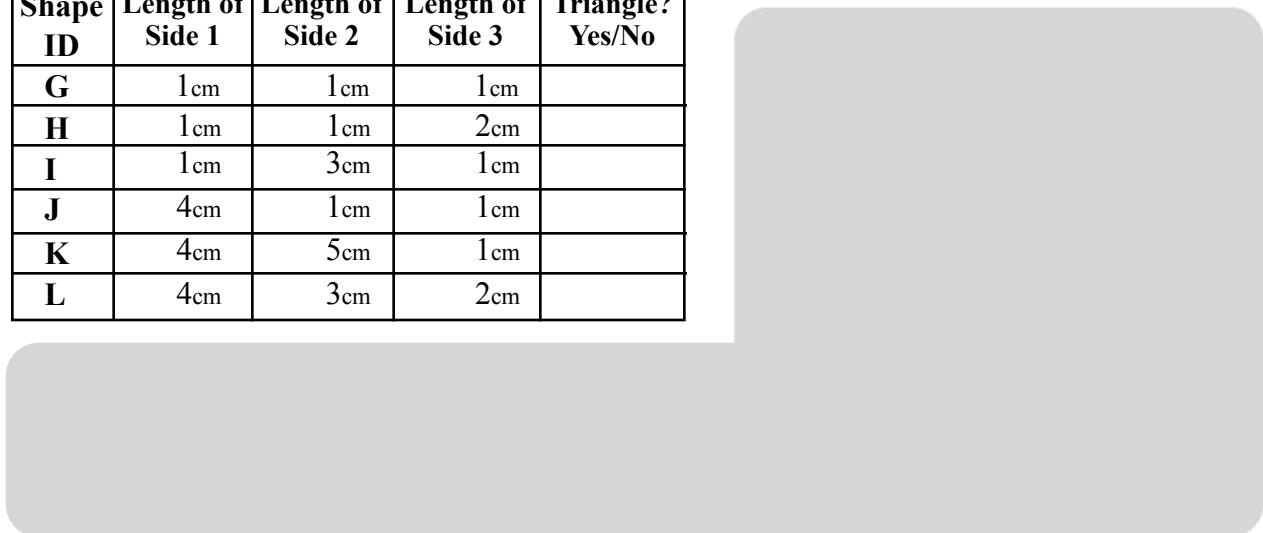 Shape ID Length of Side 1 Length of Side 2 Length of Side 3 Triangle? Yes/No
G 1cm 1cm 1cm
H 1cm 1cm 2cm
I 1cm 3cm 1cm
J 4cm 1cm 1cm
K 4cm 5cm 1cm
L 4cm 3cm 2cm